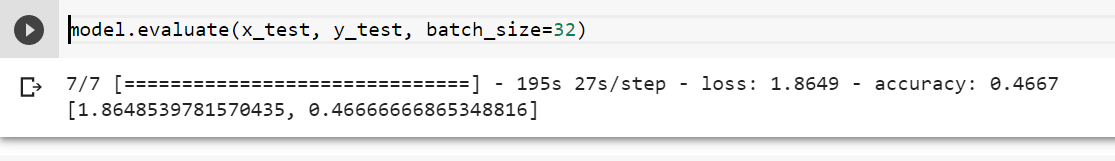 model.evaluate(x_test, y_test, batch_size=32)
7/7 [==============================] - 195s 27s/step - loss: 1.8649 - accuracy: 0.4667
[1.8648539781570435, 0.46666666865348816]